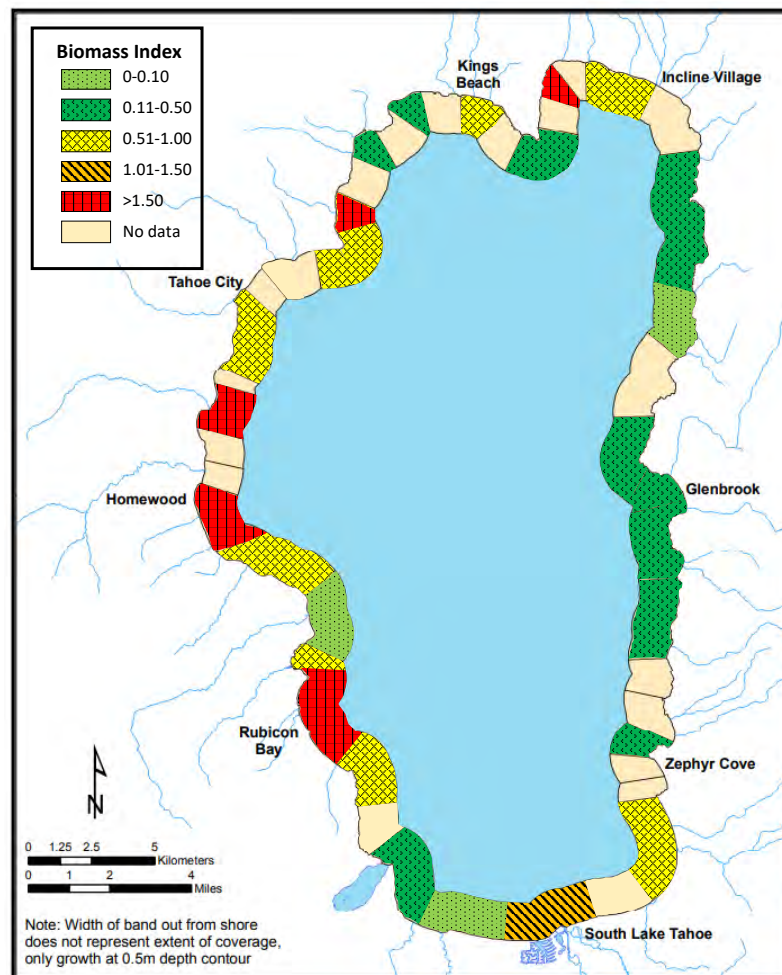 Biomass Index
0-0.10
0.11-0.50
0.51-1.00
1.01-1.50
>1.50
No data
Kings
Beach
Incline Village
Tahoe City
Homewood
Glenbrook
Rubicon
Bay
Zephyr Cove
South Lake Tahoe
N
0 1.25 2.5 5
Kilometers
0 1 2 4
Miles
Note: Width of band out from shore
does not represent extent of coverage,
only growth at 0.5m depth contour